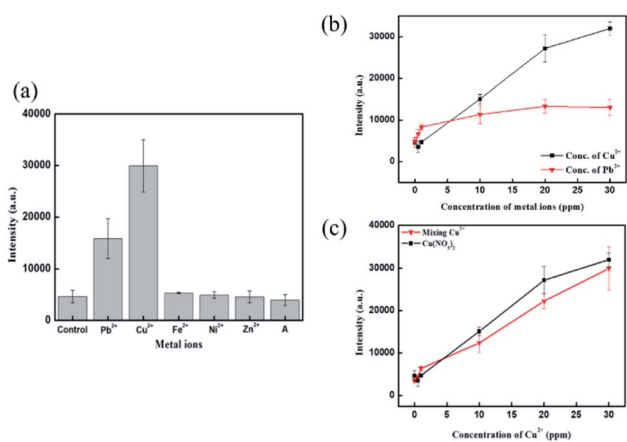 (a)
Intensity (a.u.)
40000
30000
20000
10000
0
Control Pb²⁺ Cu²⁺ Fe²⁺ Ni²⁺ Zn²⁺ A
Metal ions
(b)
Intensity (a.u.)
30000
20000
10000
0
Conc. of Cu²⁺
Conc. of Pb²⁺
0 5 10 15 20 25 30
Concentration of metal ions (ppm)
(c)
Intensity (a.u.)
40000
30000
20000
10000
0
Mixing Cu²⁺
Cu(NO₃)₂
0 5 10 15 20 25 30
Concentration of Cu²⁺ (ppm)